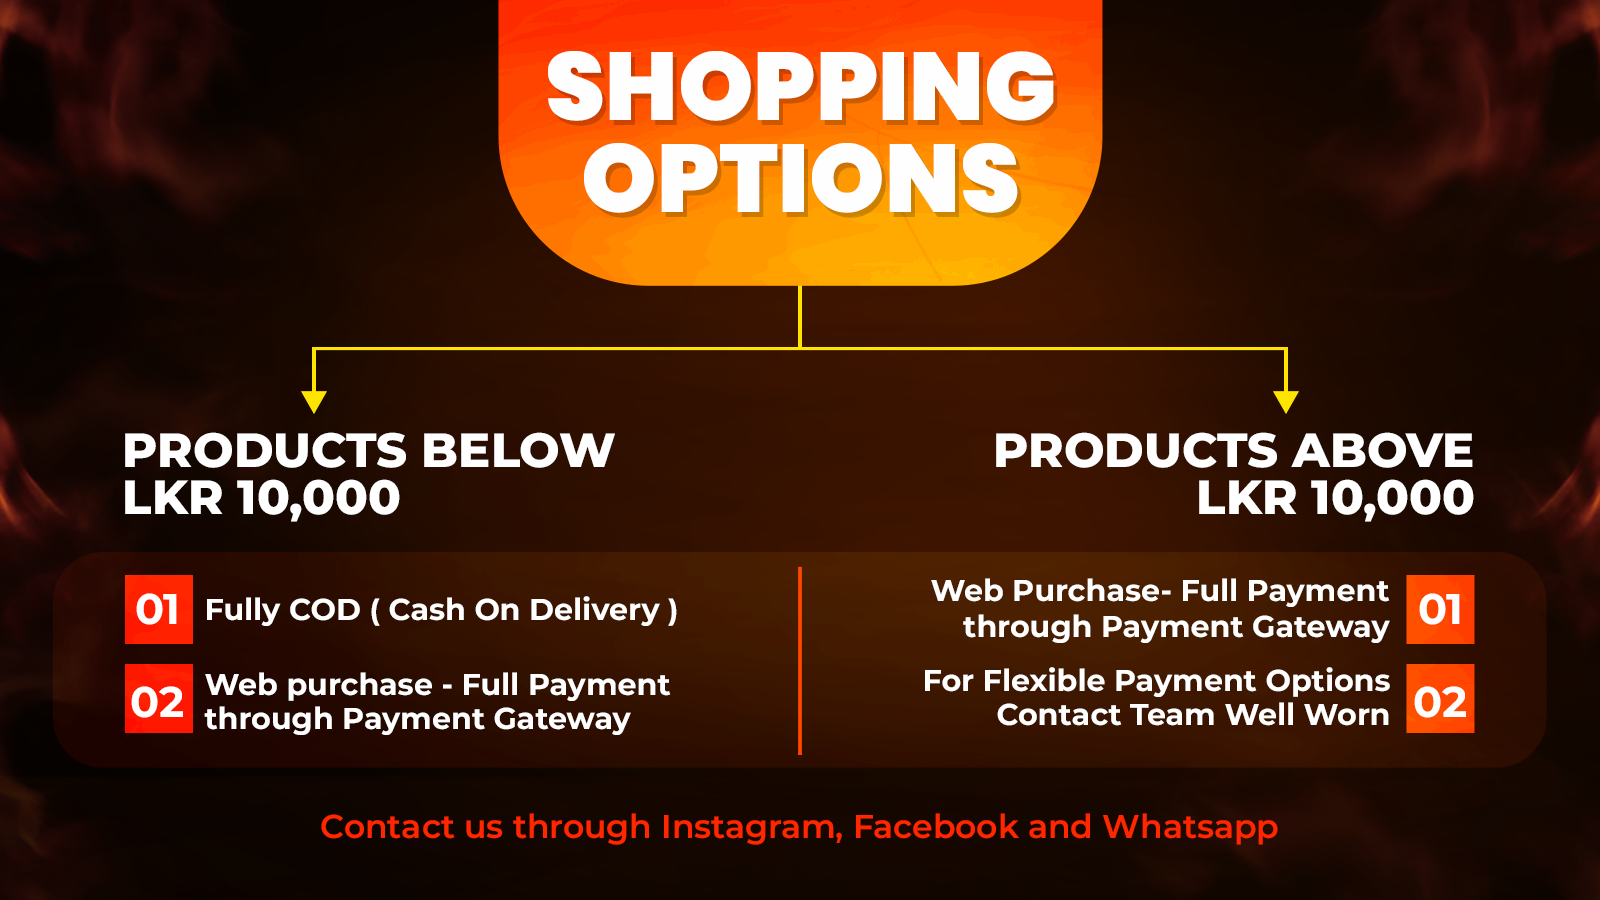 SHOPPING
OPTIONS
PRODUCTS BELOW
LKR 10,000
01
Fully COD ( Cash On Delivery )
02
Web purchase - Full Payment
through Payment Gateway
PRODUCTS ABOVE
LKR 10,000
Web Purchase- Full Payment
through Payment Gateway
01
For Flexible Payment Options
Contact Team Well Worn
02
Contact us through Instagram, Facebook and Whatsapp